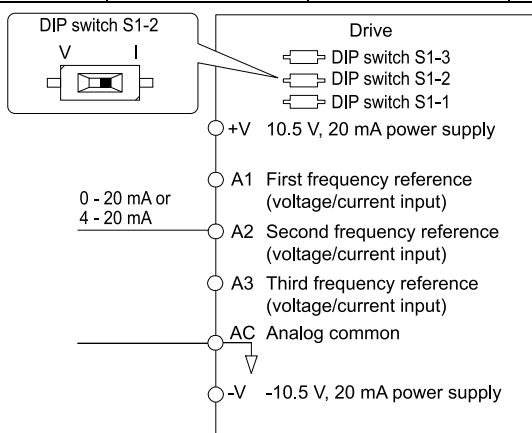 DIP switch S1-2
V I
Drive
DIP switch S1-3
DIP switch S1-2
DIP switch S1-1
+V 10.5 V, 20 mA power supply
A1 First frequency reference
(voltage/current input)
0 - 20 mA or
4 - 20 mA
A2 Second frequency reference
(voltage/current input)
A3 Third frequency reference
(voltage/current input)
AC Analog common
-V -10.5 V, 20 mA power supply